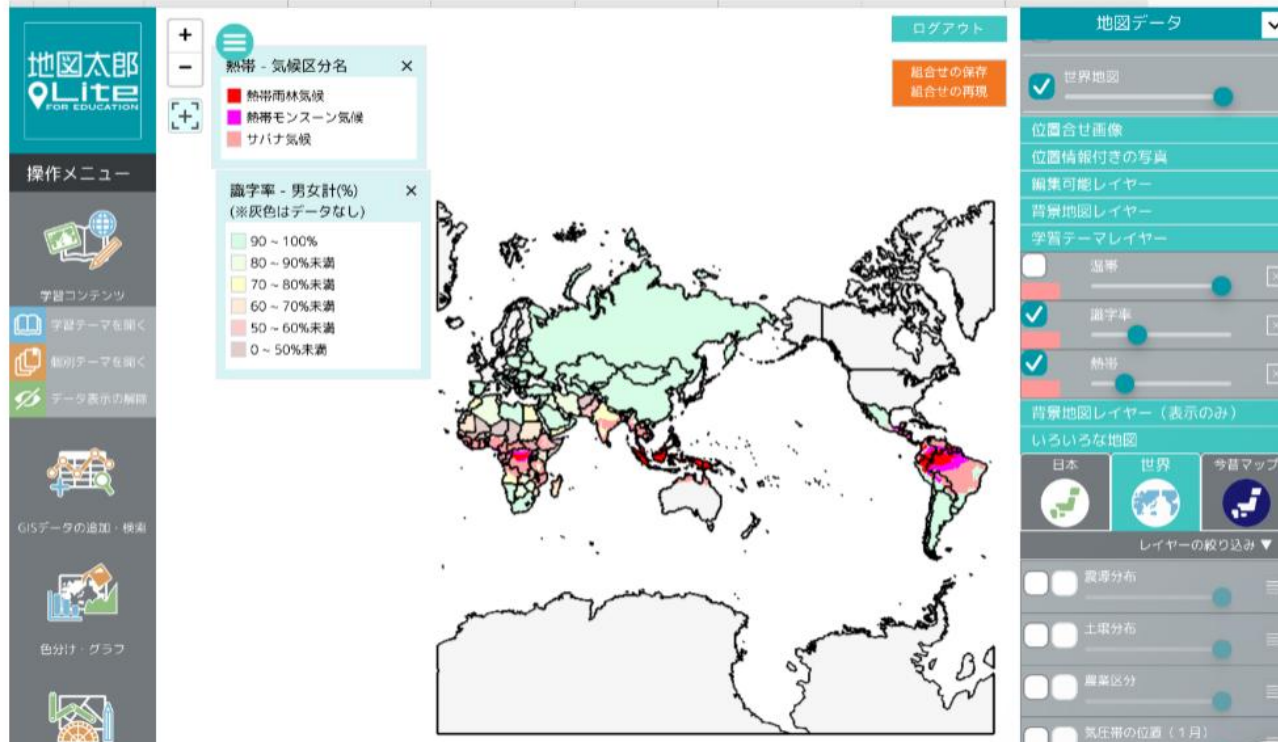 地図太郎
Lite
FOR EDUCATION
操作メニュー
学習コンテンツ
学習テーマを開く
個別テーマを開く
データ表示の解除
GISデータの追加・検索
色分け・グラフ
+
−
熱帯 - 気候区分名 ×
熱帯雨林気候
熱帯モンスーン気候
サバナ気候
識字率 - 男女計(%) ×
(※灰色はデータなし)
90 ~ 100%
80 ~ 90%未満
70 ~ 80%未満
60 ~ 70%未満
50 ~ 60%未満
0 ~ 50%未満
ログアウト
組合せの保存
組合せの再現
地図データ
世界地図
位置合せ画像
位置情報付きの写真
編集可能レイヤー
背景地図レイヤー
学習テーマレイヤー
温帯
識字率
熱帯
背景地図レイヤー（表示のみ）
いろいろな地図
日本
世界
今昔マップ
レイヤーの絞り込み ▼
震源分布
土壌分布
農業区分
気圧帯の位置（１月）